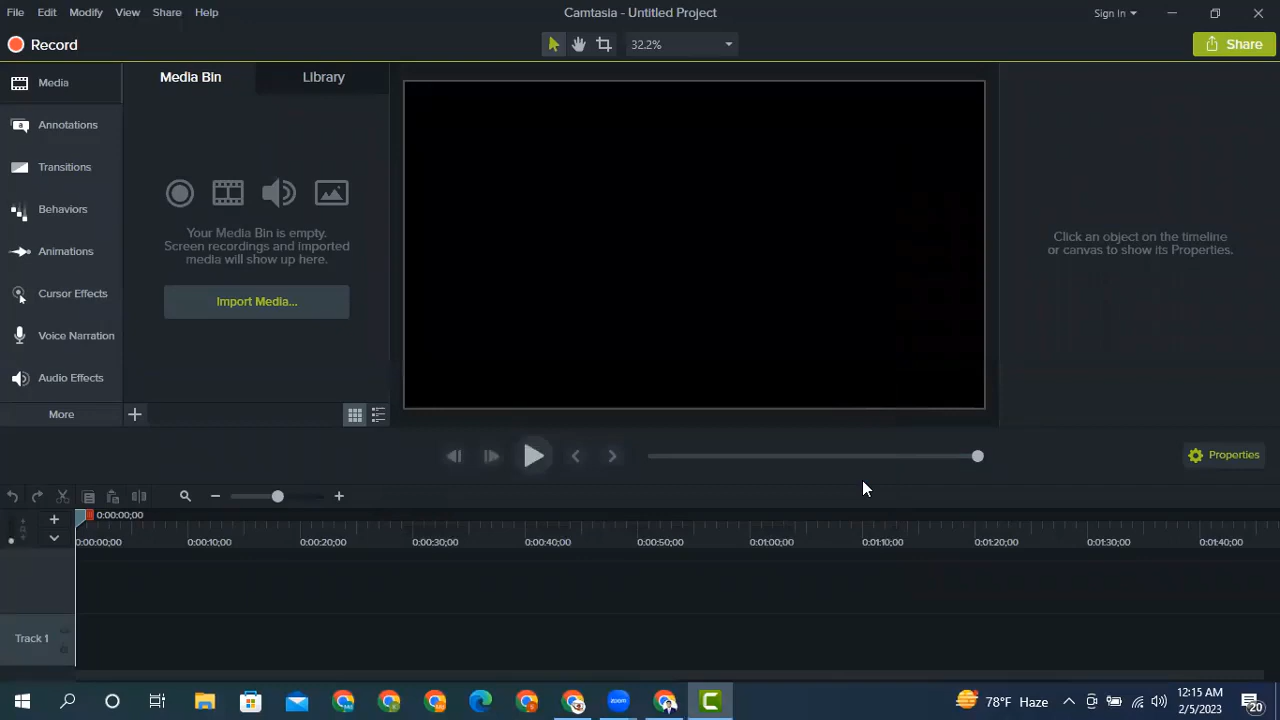 File Edit Modify View Share Help
Camtasia - Untitled Project
Sign In
Record
32.2%
Share
Media
Annotations
Transitions
Behaviors
Animations
Cursor Effects
Voice Narration
Audio Effects
More
Media Bin Library
Your Media Bin is empty.
Screen recordings and imported
media will show up here.
Import Media...
Click an object on the timeline
or canvas to show its Properties.
Properties
0:00:00;00
0:00:00;00 0:00:10;00 0:00:20;00 0:00:30;00 0:00:40;00 0:00:50;00 0:01:00;00 0:01:10;00 0:01:20;00 0:01:30;00 0:01:40;00
Track 1
zoom
78°F Haze
12:15 AM
2/5/2023
20